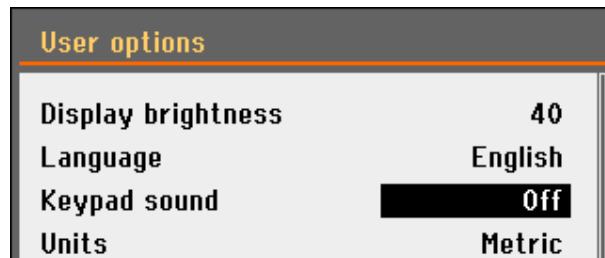 User options
Display brightness 40
Language English
Keypad sound Off
Units Metric